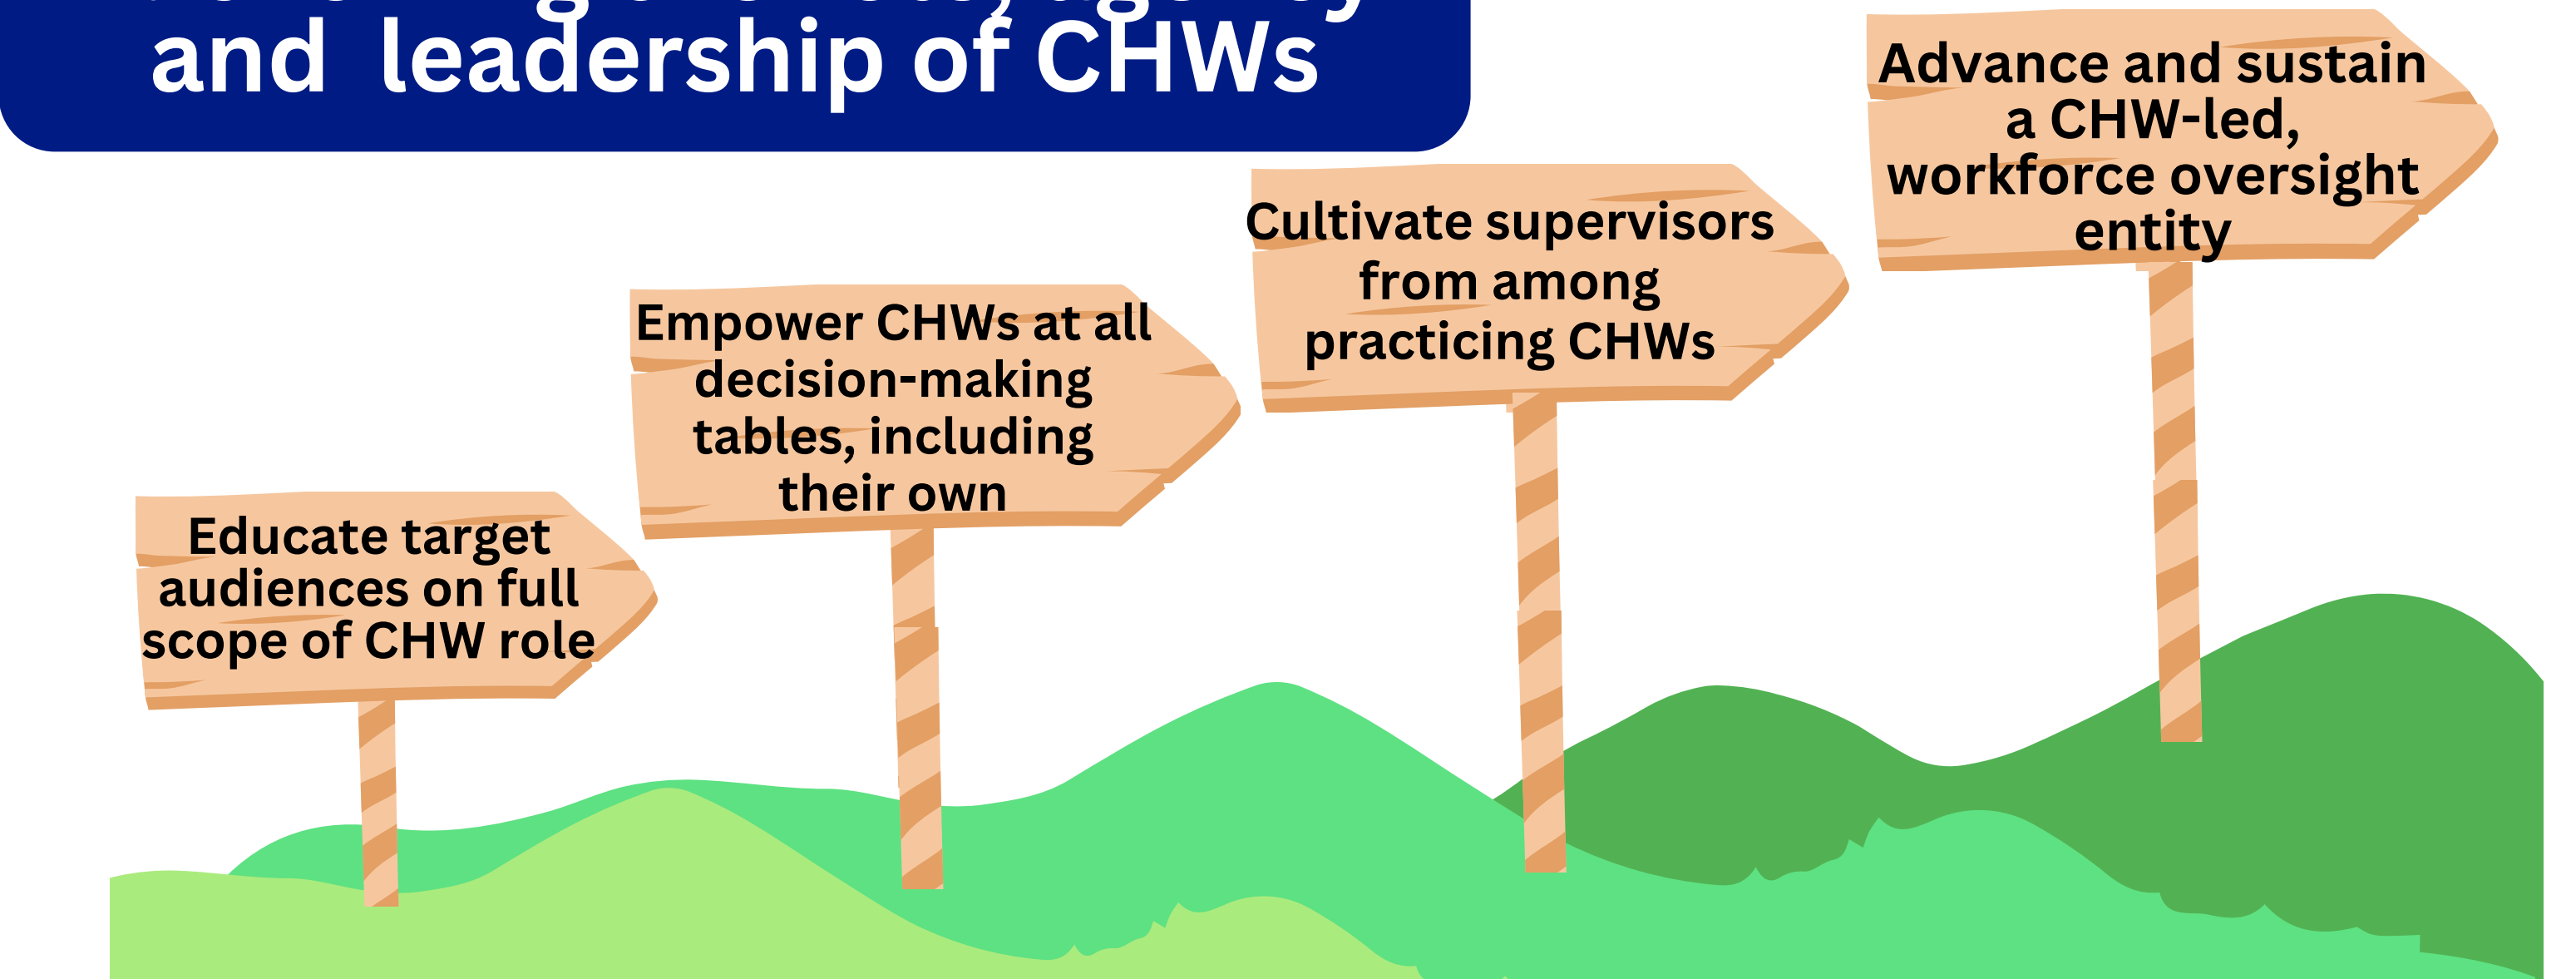 and leadership of CHWs
Advance and sustain
a CHW-led,
workforce oversight
entity
Cultivate supervisors
from among
practicing CHWs
Empower CHWs at all
decision-making
tables, including
their own
Educate target
audiences on full
scope of CHW role